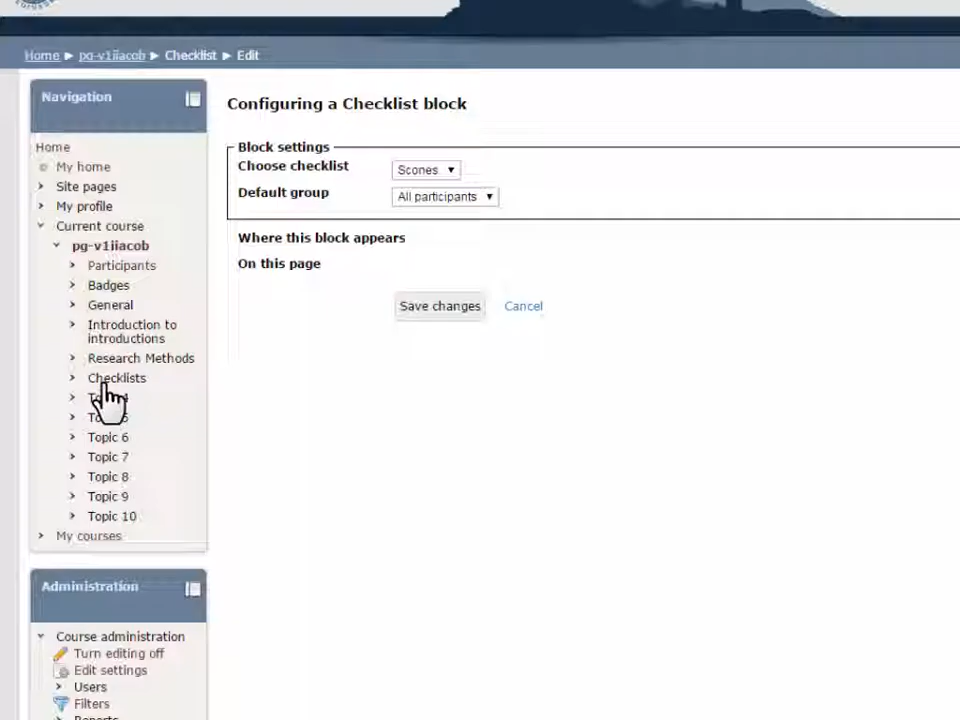 Home ► pg-v1iiacob ► Checklist ► Edit
Navigation
Home
My home
Site pages
My profile
Current course
pg-v1iiacob
Participants
Badges
General
Introduction to
introductions
Research Methods
Checklists
Topic 6
Topic 7
Topic 8
Topic 9
Topic 10
My courses
Administration
Course administration
Turn editing off
Edit settings
Users
Filters
Reports
Configuring a Checklist block
Block settings
Choose checklist Scones ▼
Default group All participants ▼
Where this block appears
On this page
Save changes Cancel